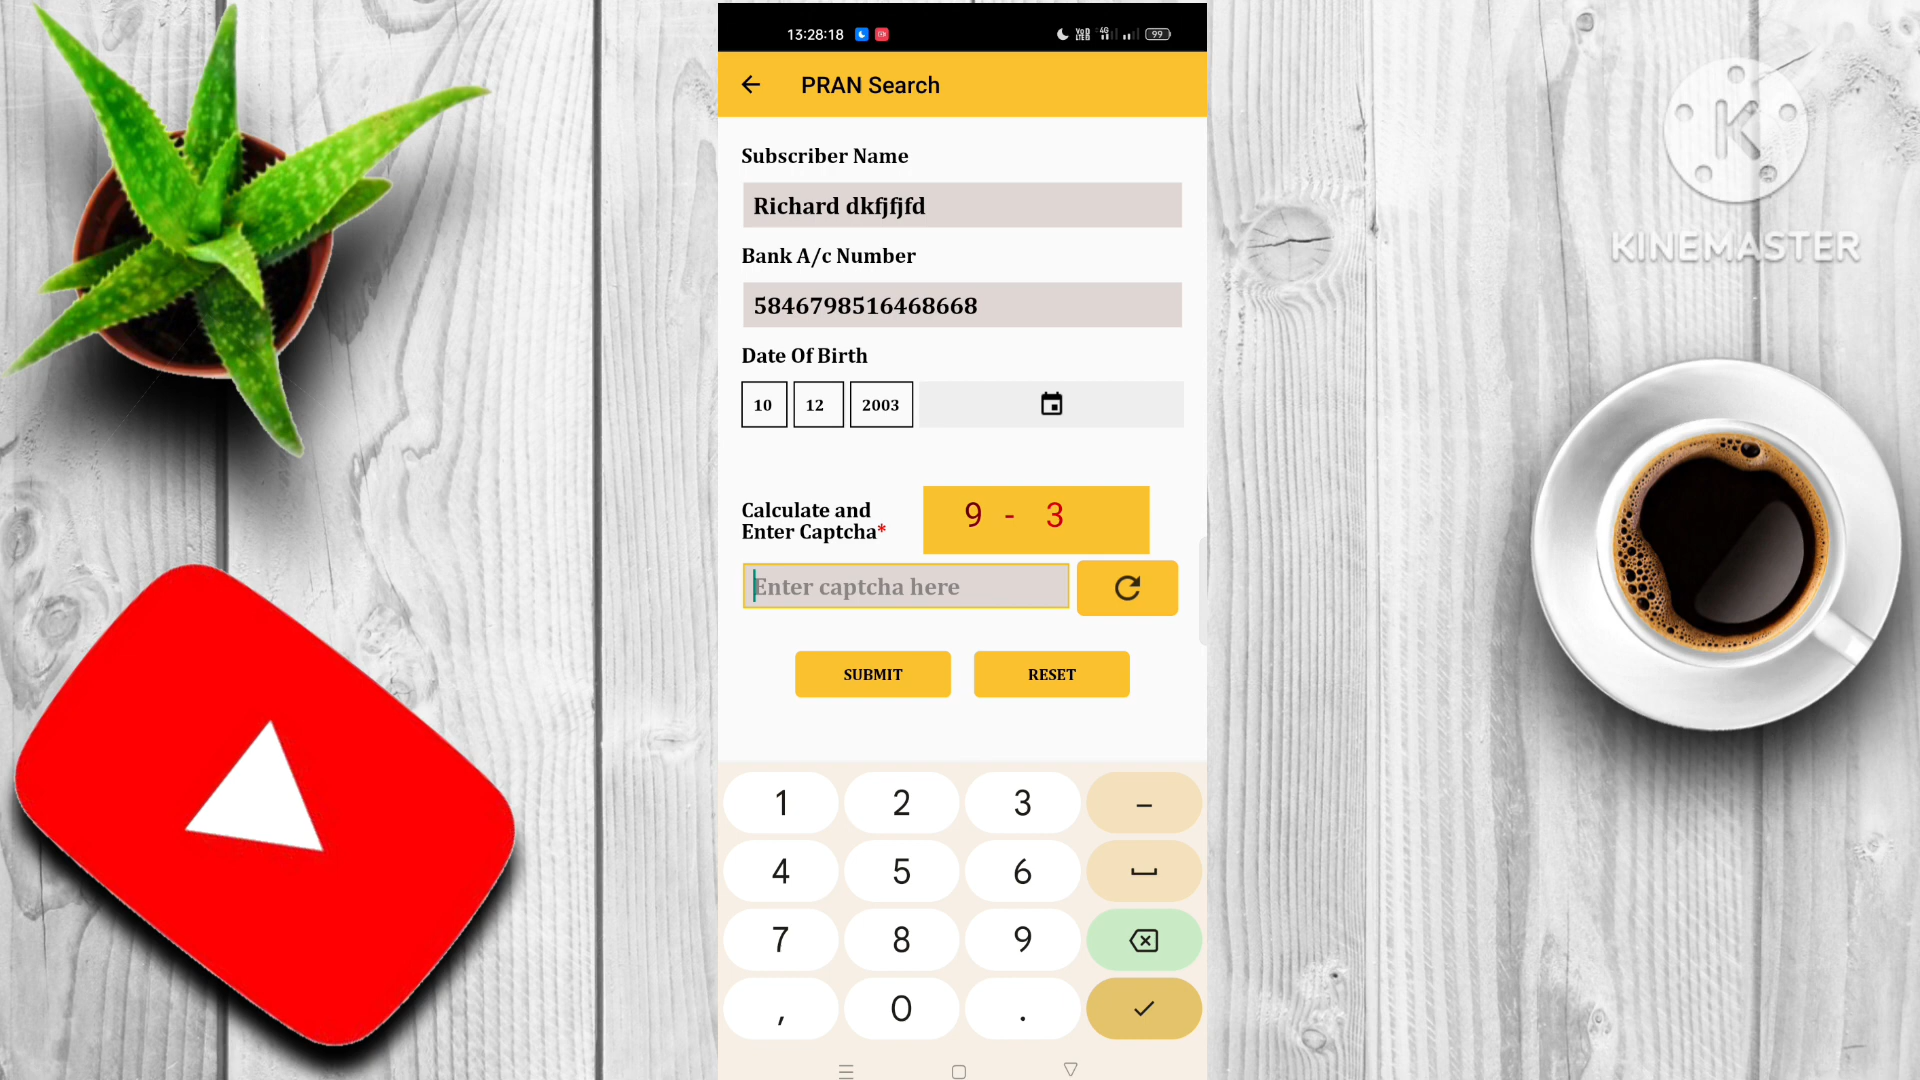 13:28:18
4G
99
PRAN Search
Subscriber Name
Richard dkfjfjfd
Bank A/c Number
5846798516468668
Date Of Birth
10 12 2003
Calculate and
Enter Captcha*
9 - 3
Enter captcha here
SUBMIT RESET
1 2 3 -
4 5 6
7 8 9
, 0 .
K
KINEMASTER